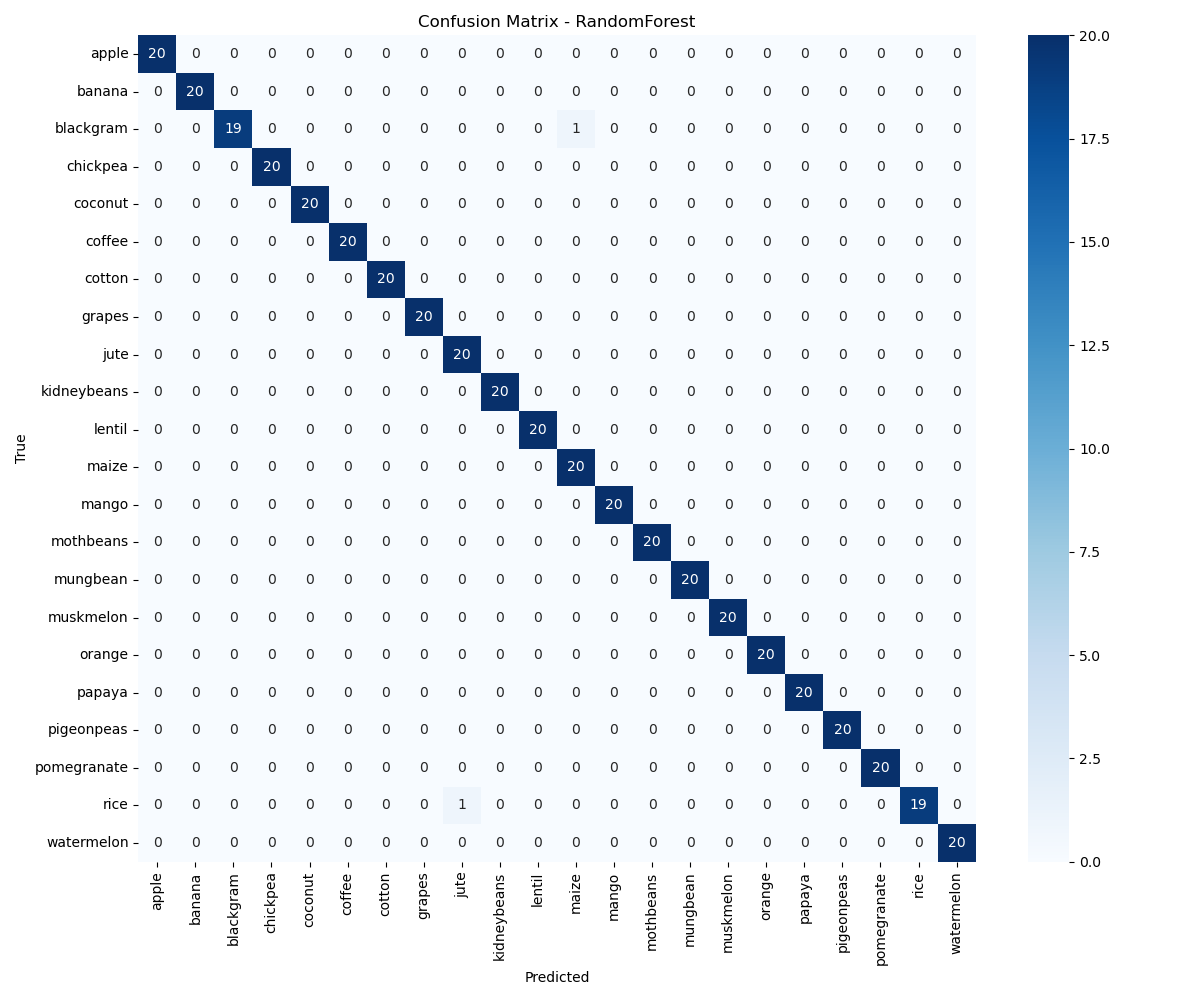 Confusion Matrix - RandomForest
apple 20 0 0 0 0 0 0 0 0 0 0 0 0 0 0 0 0 0 0 0 0 0
banana 0 20 0 0 0 0 0 0 0 0 0 0 0 0 0 0 0 0 0 0 0 0
blackgram 0 0 19 0 0 0 0 0 0 0 0 1 0 0 0 0 0 0 0 0 0 0
chickpea 0 0 0 20 0 0 0 0 0 0 0 0 0 0 0 0 0 0 0 0 0 0
coconut 0 0 0 0 20 0 0 0 0 0 0 0 0 0 0 0 0 0 0 0 0 0
coffee 0 0 0 0 0 20 0 0 0 0 0 0 0 0 0 0 0 0 0 0 0 0
cotton 0 0 0 0 0 0 20 0 0 0 0 0 0 0 0 0 0 0 0 0 0 0
grapes 0 0 0 0 0 0 0 20 0 0 0 0 0 0 0 0 0 0 0 0 0 0
jute 0 0 0 0 0 0 0 0 20 0 0 0 0 0 0 0 0 0 0 0 0 0
kidneybeans 0 0 0 0 0 0 0 0 0 20 0 0 0 0 0 0 0 0 0 0 0 0
lentil 0 0 0 0 0 0 0 0 0 0 20 0 0 0 0 0 0 0 0 0 0 0
maize 0 0 0 0 0 0 0 0 0 0 0 20 0 0 0 0 0 0 0 0 0 0
mango 0 0 0 0 0 0 0 0 0 0 0 0 20 0 0 0 0 0 0 0 0 0
mothbeans 0 0 0 0 0 0 0 0 0 0 0 0 0 20 0 0 0 0 0 0 0 0
mungbean 0 0 0 0 0 0 0 0 0 0 0 0 0 0 20 0 0 0 0 0 0 0
muskmelon 0 0 0 0 0 0 0 0 0 0 0 0 0 0 0 20 0 0 0 0 0 0
orange 0 0 0 0 0 0 0 0 0 0 0 0 0 0 0 0 20 0 0 0 0 0
papaya 0 0 0 0 0 0 0 0 0 0 0 0 0 0 0 0 0 20 0 0 0 0
pigeonpeas 0 0 0 0 0 0 0 0 0 0 0 0 0 0 0 0 0 0 20 0 0 0
pomegranate 0 0 0 0 0 0 0 0 0 0 0 0 0 0 0 0 0 0 0 20 0 0
rice 0 0 0 0 0 0 0 0 1 0 0 0 0 0 0 0 0 0 0 0 19 0
watermelon 0 0 0 0 0 0 0 0 0 0 0 0 0 0 0 0 0 0 0 0 0 20
True
apple
banana
blackgram
chickpea
coconut
coffee
cotton
grapes
jute
kidneybeans
lentil
maize
mango
mothbeans
mungbean
muskmelon
orange
papaya
pigeonpeas
pomegranate
rice
watermelon
Predicted
20.0
17.5
15.0
12.5
10.0
7.5
5.0
2.5
0.0